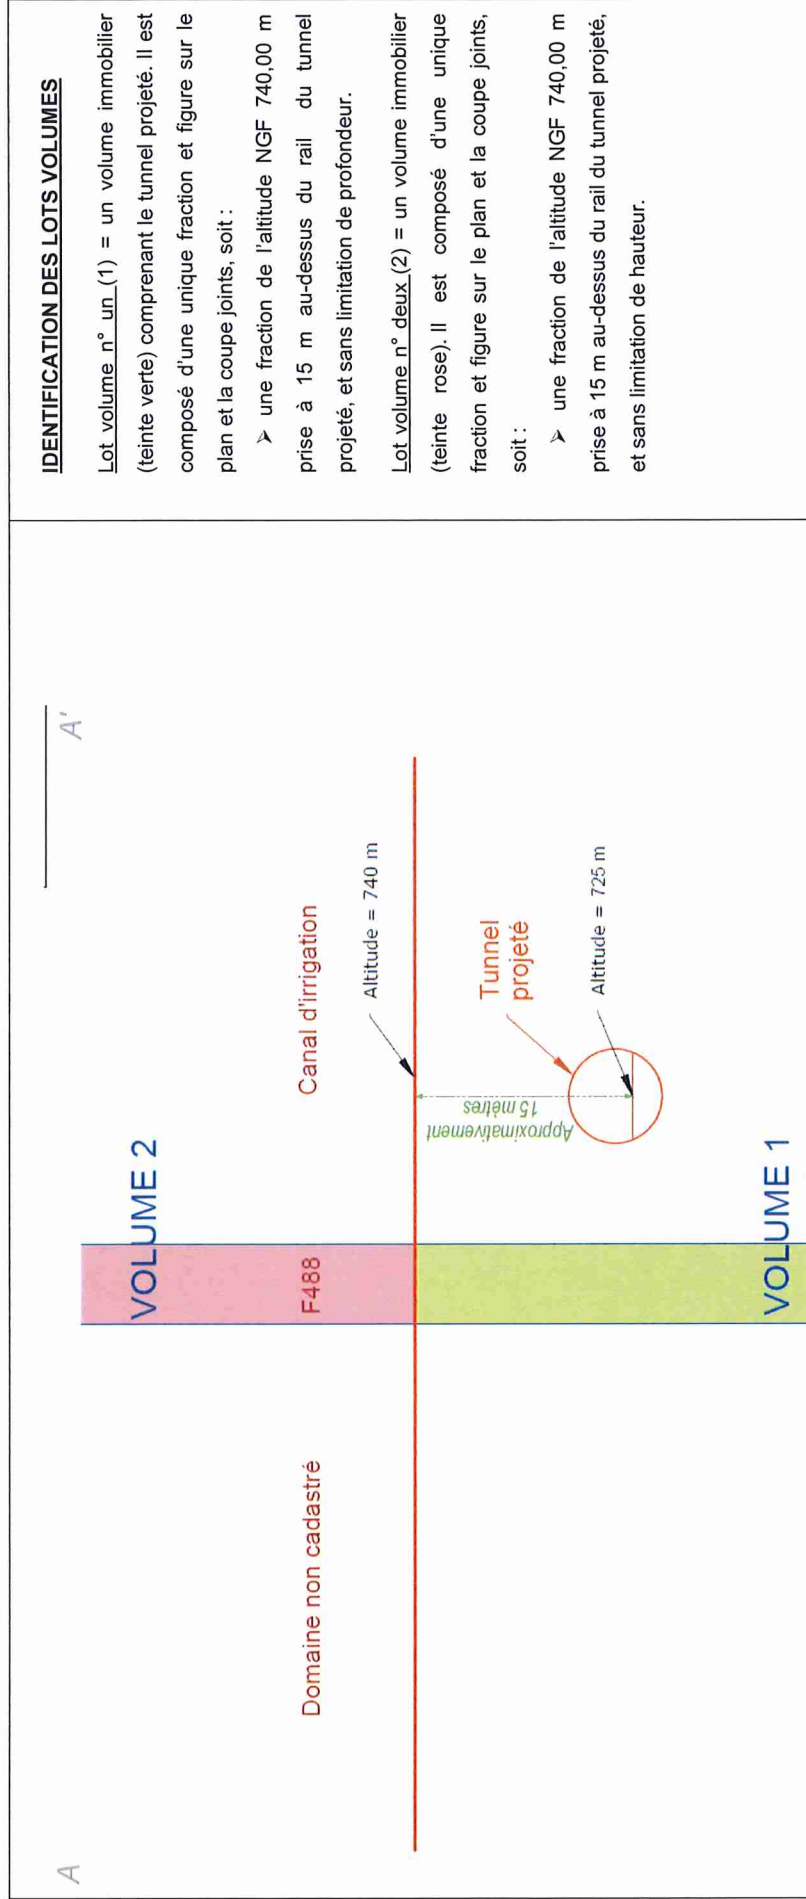 A
A'
VOLUME 2
Domaine non cadastré
F488
Canal d'irrigation
Altitude = 740 m
Approximativement
15 mètres
Tunnel
projeté
Altitude = 725 m
VOLUME 1
IDENTIFICATION DES LOTS VOLUMES
Lot volume n° un (1) = un volume immobilier
(teinte verte) comprenant le tunnel projeté. Il est
composé d'une unique fraction et figure sur le
plan et la coupe joints, soit :
➢ une fraction de l'altitude NGF 740,00 m
prise à 15 m au-dessus du rail du tunnel
projeté, et sans limitation de profondeur.
Lot volume n° deux (2) = un volume immobilier
(teinte rose). Il est composé d'une unique
fraction et figure sur le plan et la coupe joints,
soit :
➢ une fraction de l'altitude NGF 740,00 m
prise à 15 m au-dessus du rail du tunnel projeté,
et sans limitation de hauteur.